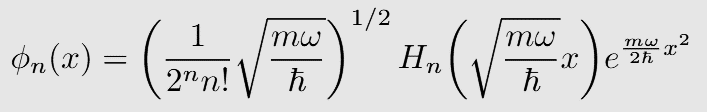 \phi_n(x) = \left( \frac{1}{2^n n!} \sqrt{\frac{m\omega}{\hbar}} \right)^{1/2} H_n \left( \sqrt{\frac{m\omega}{\hbar}} x \right) e^{\frac{m\omega}{2\hbar} x^2}